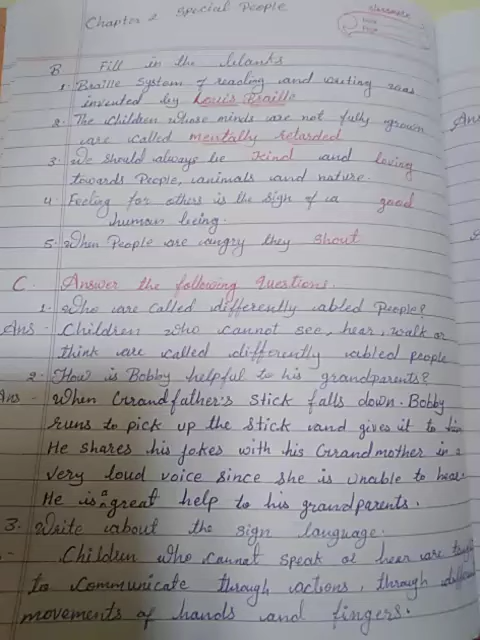 Chapter 2 Special People
B Fill in the blanks
1. Braille System of reading and writing was
invented by Louis Braille
2. The children whose minds are not fully grown
are called mentally retarded
3. We should always be kind and loving
towards People, animals and nature.
4. Feeling for others is the sign of a good
human being.
5. When People are angry they shout
C. Answer the following questions.
1. Who are called differently abled People?
Ans - Children who cannot see, hear, walk or
think are called differently abled people
2. How is Bobby helpful to his grandparents?
Ans - When Grandfather's stick falls down. Bobby
runs to pick up the stick and gives it to him
He shares his jokes with his Grandmother in a
very loud voice since she is unable to hear.
He is a great help to his grandparents.
3. Write about the sign language.
- Children who cannot speak or hear are
to communicate through actions, through
movements of hands and fingers.
Ans